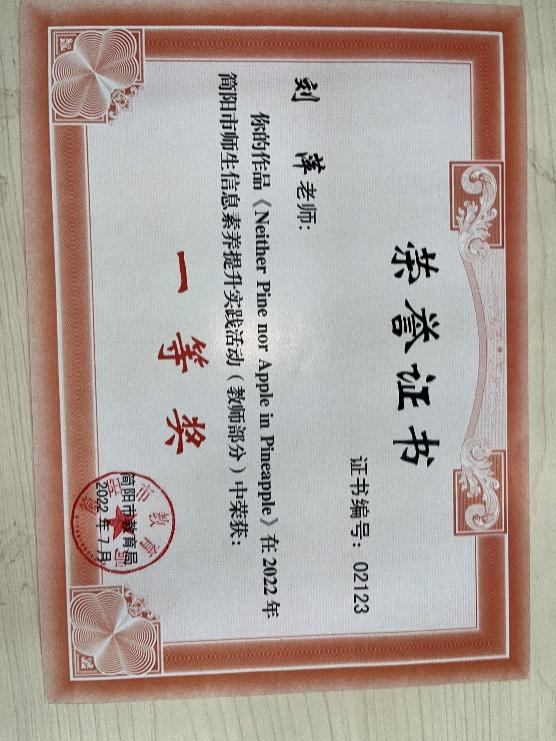 荣誉证书
证书编号：02123
刘 萍老师：
你的作品《Neither Pine nor Apple in Pineapple》在2022年
简阳市师生信息素养提升实践活动（教师部分）中荣获：
一等奖
简阳市教育局
2022年7月